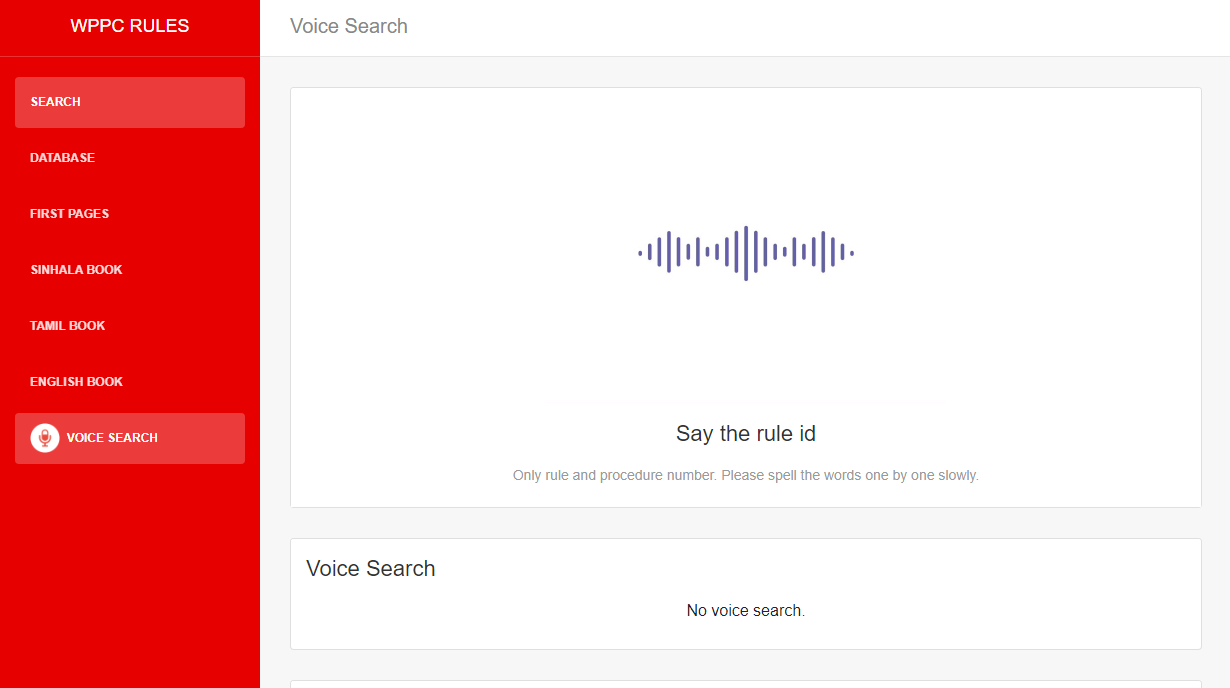 WPPC RULES
SEARCH
DATABASE
FIRST PAGES
SINHALA BOOK
TAMIL BOOK
ENGLISH BOOK
VOICE SEARCH
Voice Search
Say the rule id
Only rule and procedure number. Please spell the words one by one slowly.
Voice Search
No voice search.